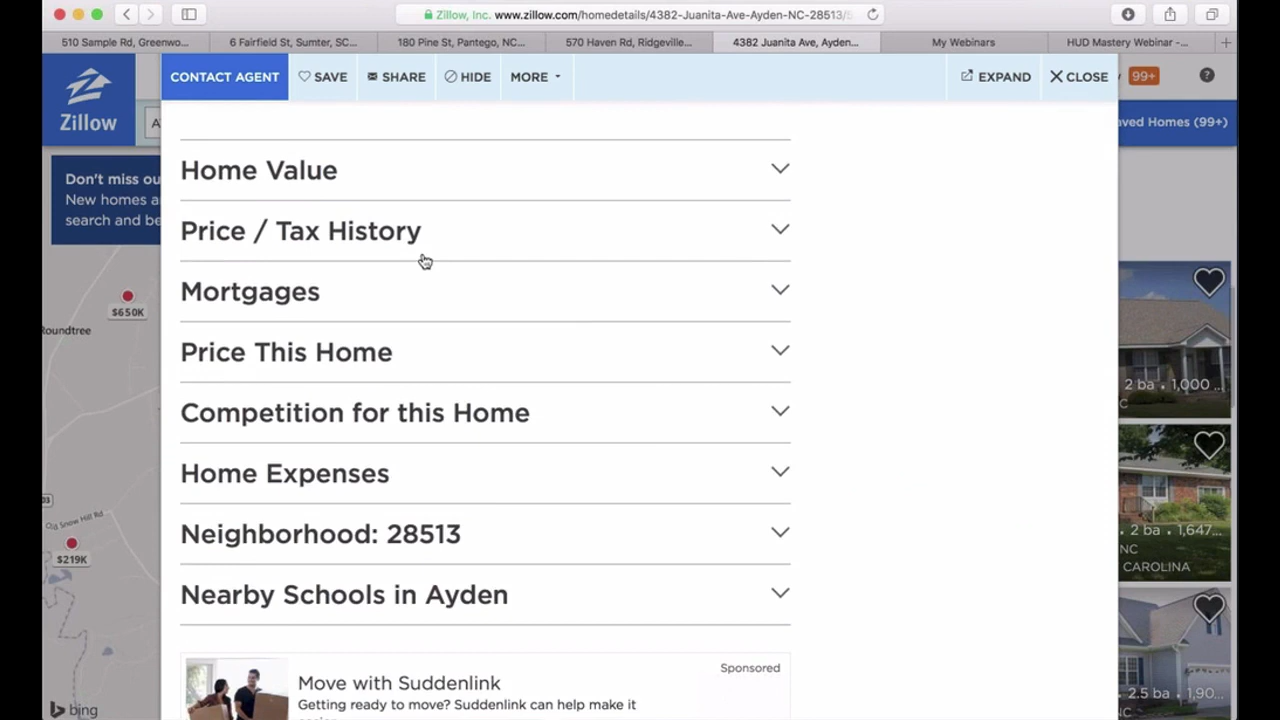 Zillow, Inc. www.zillow.com/homedetails/4382-Juanita-Ave-Ayden-NC-28513/
510 Sample Rd, Greenwo...
6 Fairfield St, Sumter, SC...
180 Pine St, Pantego, NC...
570 Haven Rd, Ridgeville...
4382 Juanita Ave, Ayden...
My Webinars
HUD Mastery Webinar -...
+
CONTACT AGENT
SAVE
SHARE
HIDE
MORE
EXPAND
CLOSE
99+
?
Zillow
A
aved Homes (99+)
Don't miss ou
New homes a
search and be
Home Value
Price / Tax History
Mortgages
Price This Home
Competition for this Home
Home Expenses
Neighborhood: 28513
Nearby Schools in Ayden
$650K
Roundtree
Snow Hill Rd
$219K
bing
2 ba • 1,000 ...
C
2 ba • 1,647...
NC
CAROLINA
2.5 ba • 1,90...
NC
Sponsored
Move with Suddenlink
Getting ready to move? Suddenlink can help make it